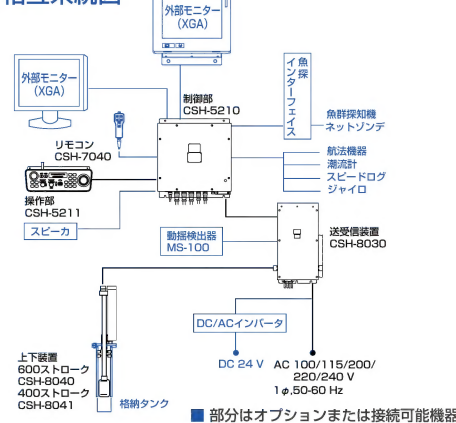 外部モニター
(XGA)
外部モニター
(XGA)
制御部
CSH-5210
魚探
インターフェイス
魚群探知機
ネットゾンデ
リモコン
CSH-7040
航法機器
潮流計
スピードログ
ジャイロ
操作部
CSH-5211
スピーカ
動揺検出器
MS-100
送受信装置
CSH-8030
DC/ACインバータ
DC 24 V
AC 100/115/200/
220/240 V
1φ,50-60 Hz
上下装置
600ストローク
CSH-8040
400ストローク
CSH-8041
格納タンク
■ 部分はオプションまたは接続可能機器